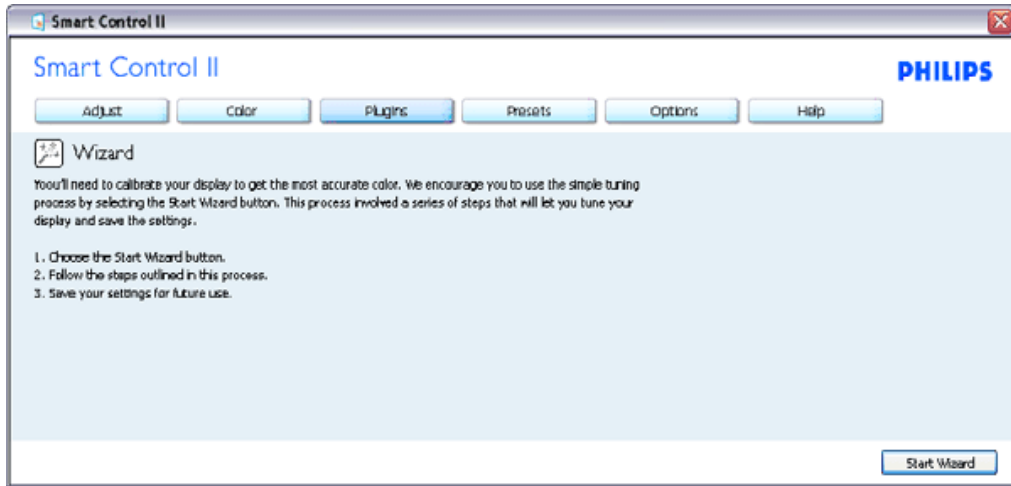 Smart Control II
Smart Control II
PHILIPS
Adjust Color Plugins Presets Options Help
Wizard
Yoou'll need to calibrate your display to get the most accurate color. We encourage you to use the simple tuning
process by selecting the Start Wizard button. This process involved a series of steps that will let you tune your
display and save the settings.
1. Choose the Start Wizard button.
2. Follow the steps outlined in this process.
3. Save your settings for future use.
Start Wizard